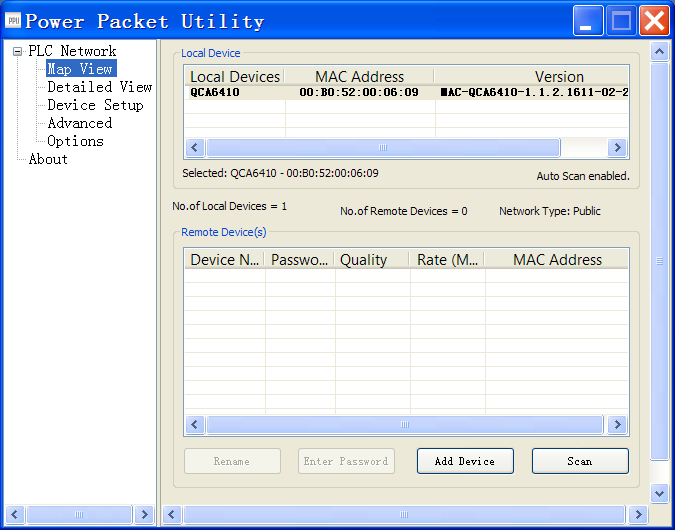 PPU Power Packet Utility
PLC Network
Map View
Detailed View
Device Setup
Advanced
Options
About
Local Device
Local Devices MAC Address Version
QCA6410 00:B0:52:00:06:09 MAC-QCA6410-1.1.2.1611-02-2
Selected: QCA6410 - 00:B0:52:00:06:09
Auto Scan enabled.
No.of Local Devices = 1 No.of Remote Devices = 0 Network Type: Public
Remote Device(s)
Device N... Passwo... Quality Rate (M... MAC Address
Rename Enter Password Add Device Scan